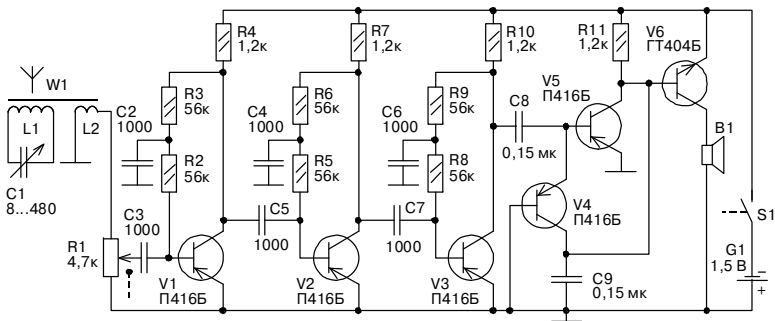 W1
L1
L2
C1
8...480
R1
4,7к
C2
1000
R3
56к
R2
56к
C3
1000
R4
1,2к
V1
П416Б
C4
1000
R6
56к
R5
56к
C5
1000
R7
1,2к
V2
П416Б
C6
1000
R9
56к
R8
56к
C7
1000
R10
1,2к
V3
П416Б
C8
0,15 мк
V5
П416Б
V4
П416Б
C9
0,15 мк
R11
1,2к
V6
ГТ404Б
B1
S1
G1
1,5 В
−
+